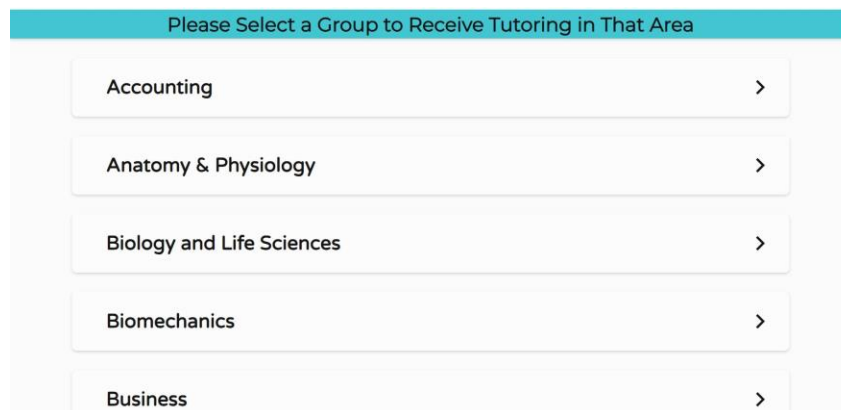 Please Select a Group to Receive Tutoring in That Area
Accounting
Anatomy & Physiology
Biology and Life Sciences
Biomechanics
Business